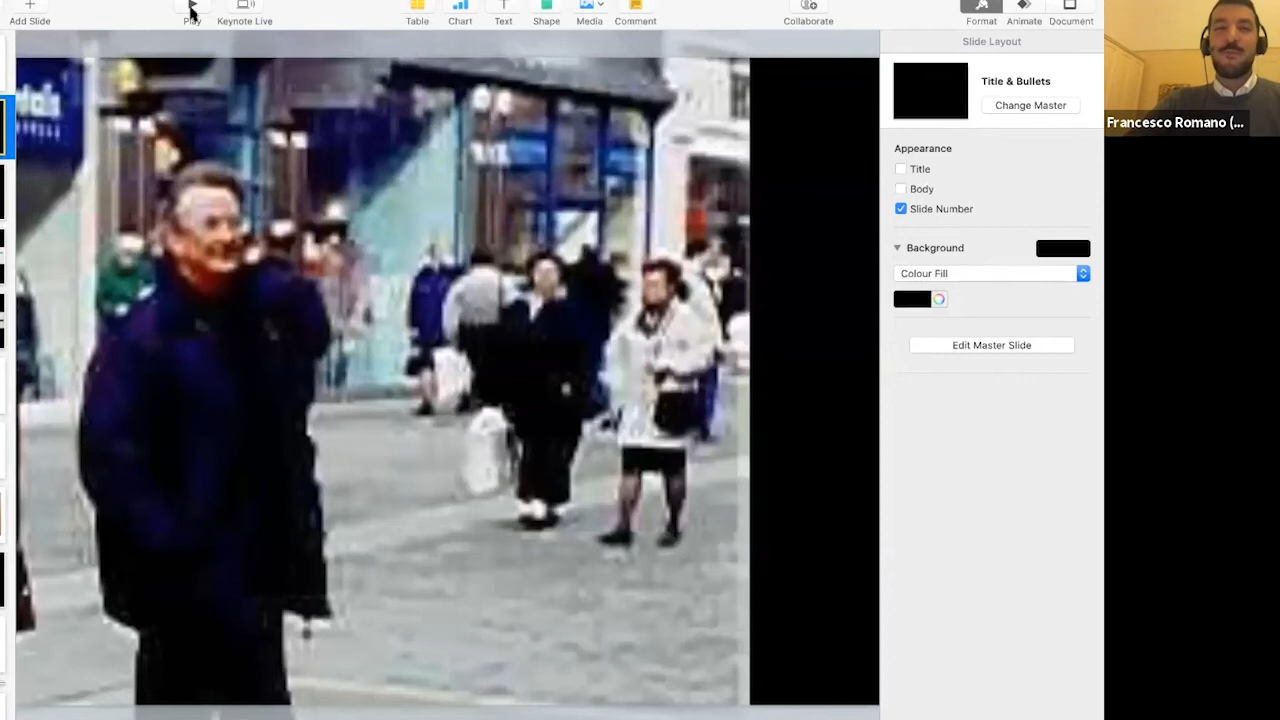 Add Slide
Play
Keynote Live
Table
Chart
Text
Shape
Media
Comment
Collaborate
Format
Animate
Document
Slide Layout
Title & Bullets
Change Master
Appearance
Title
Body
Slide Number
Background
Colour Fill
Edit Master Slide
Francesco Romano (...